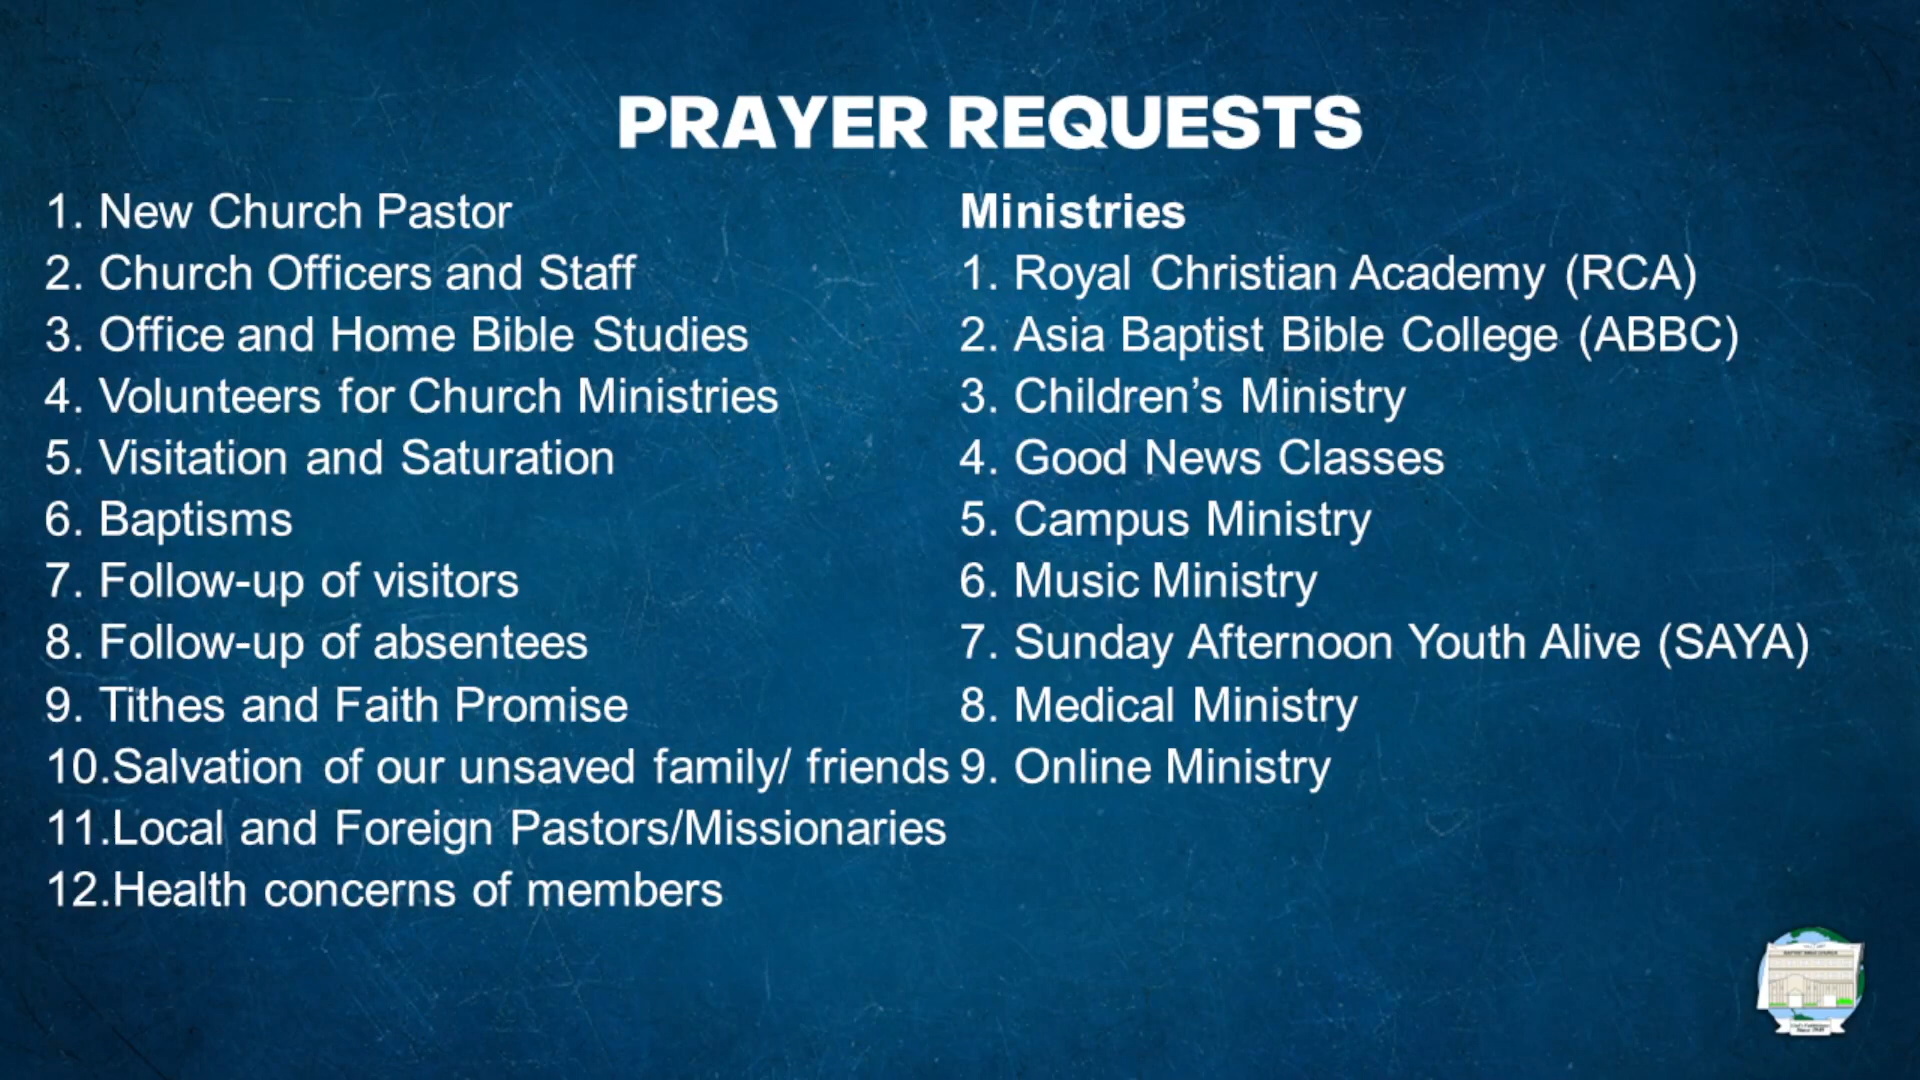 PRAYER REQUESTS
1. New Church Pastor
2. Church Officers and Staff
3. Office and Home Bible Studies
4. Volunteers for Church Ministries
5. Visitation and Saturation
6. Baptisms
7. Follow-up of visitors
8. Follow-up of absentees
9. Tithes and Faith Promise
10.Salvation of our unsaved family/ friends
11.Local and Foreign Pastors/Missionaries
12.Health concerns of members
Ministries
1. Royal Christian Academy (RCA)
2. Asia Baptist Bible College (ABBC)
3. Children’s Ministry
4. Good News Classes
5. Campus Ministry
6. Music Ministry
7. Sunday Afternoon Youth Alive (SAYA)
8. Medical Ministry
9. Online Ministry